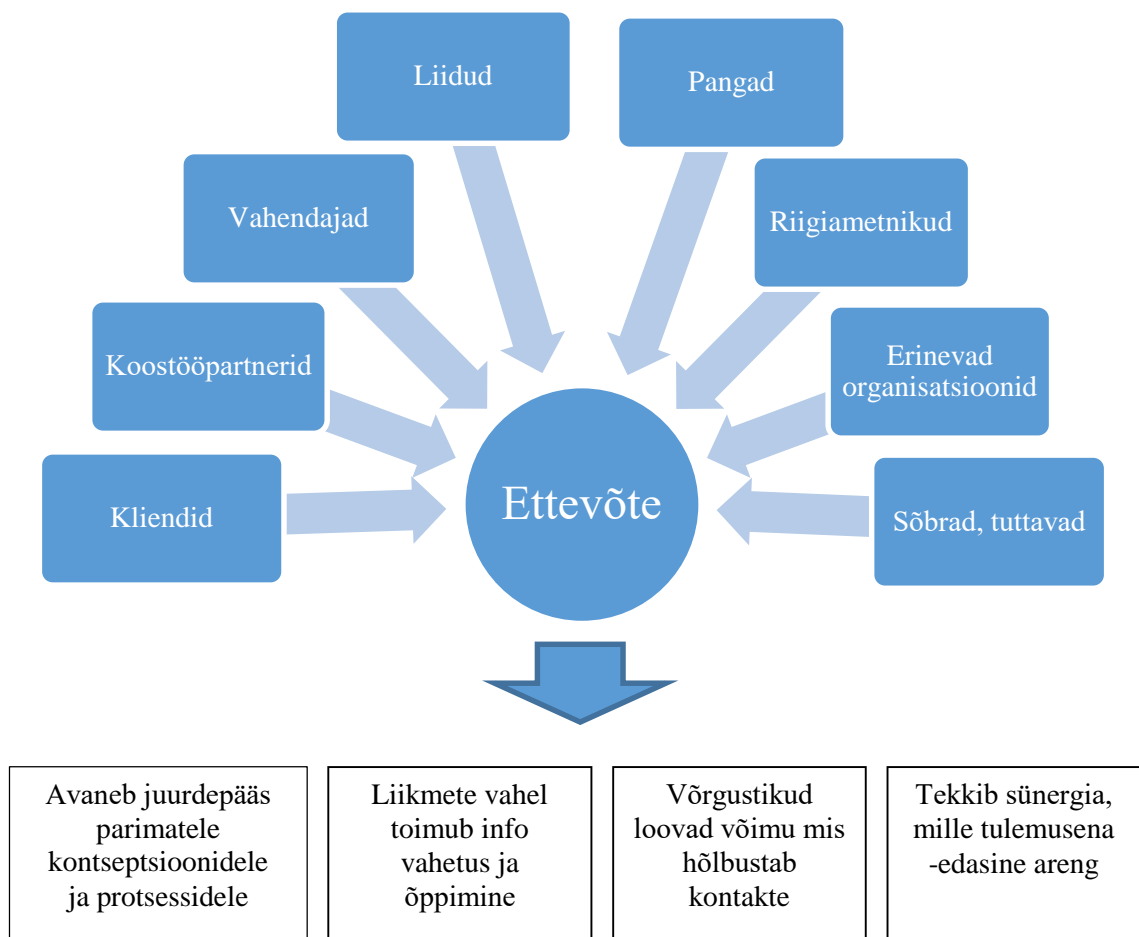 Liidud
Pangad
Vahendajad
Riigiametnikud
Koostööpartnerid
Erinevad
organisatsioonid
Kliendid
Ettevõte
Sõbrad, tuttavad
Avaneb juurdepääs
parimatele
kontseptsioonidele
ja protsessidele
Liikmete vahel
toimub info
vahetus ja
õppimine
Võrgustikud
loovad võimu mis
hõlbustab
kontakte
Tekkib sünergia,
mille tulemusena
-edasine areng